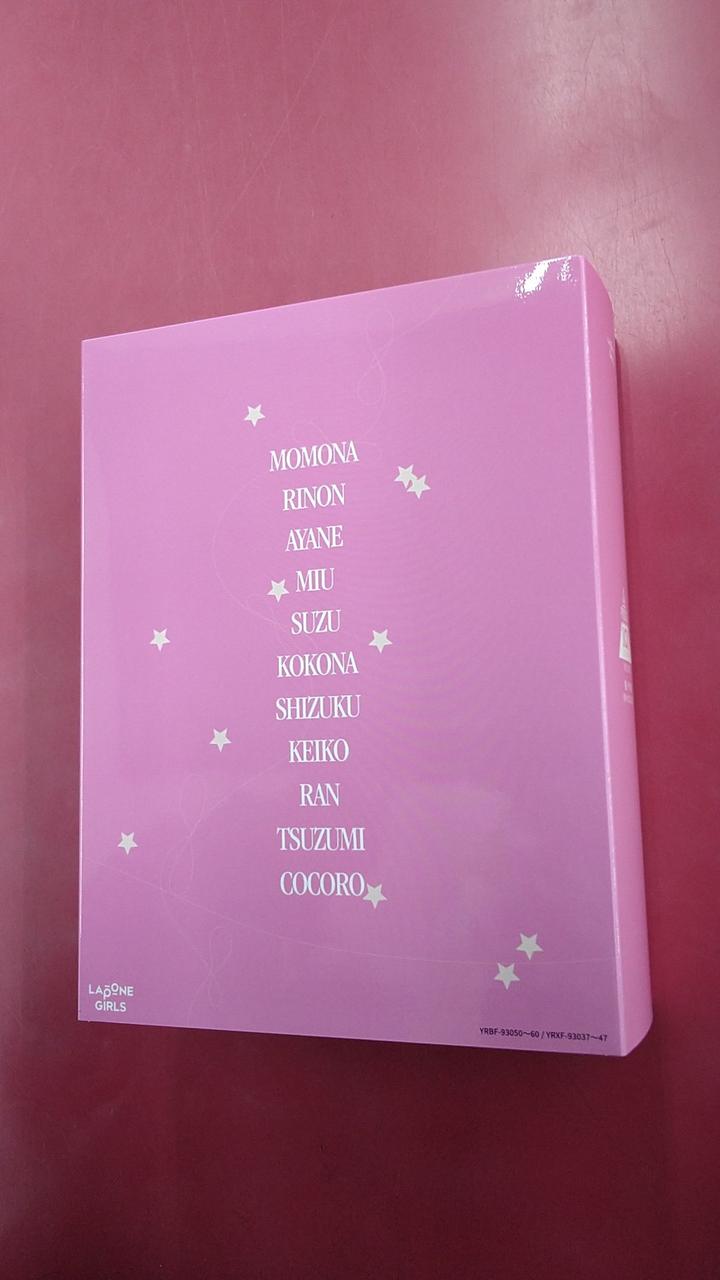 MOMONA
RINON
AYANE
MIU
SUZU
KOKONA
SHIZUKU
KEIKO
RAN
TSUZUMI
COCORO
LAPONE
GIRLS
YRBF-93050〜60 / YRXF-93037〜47